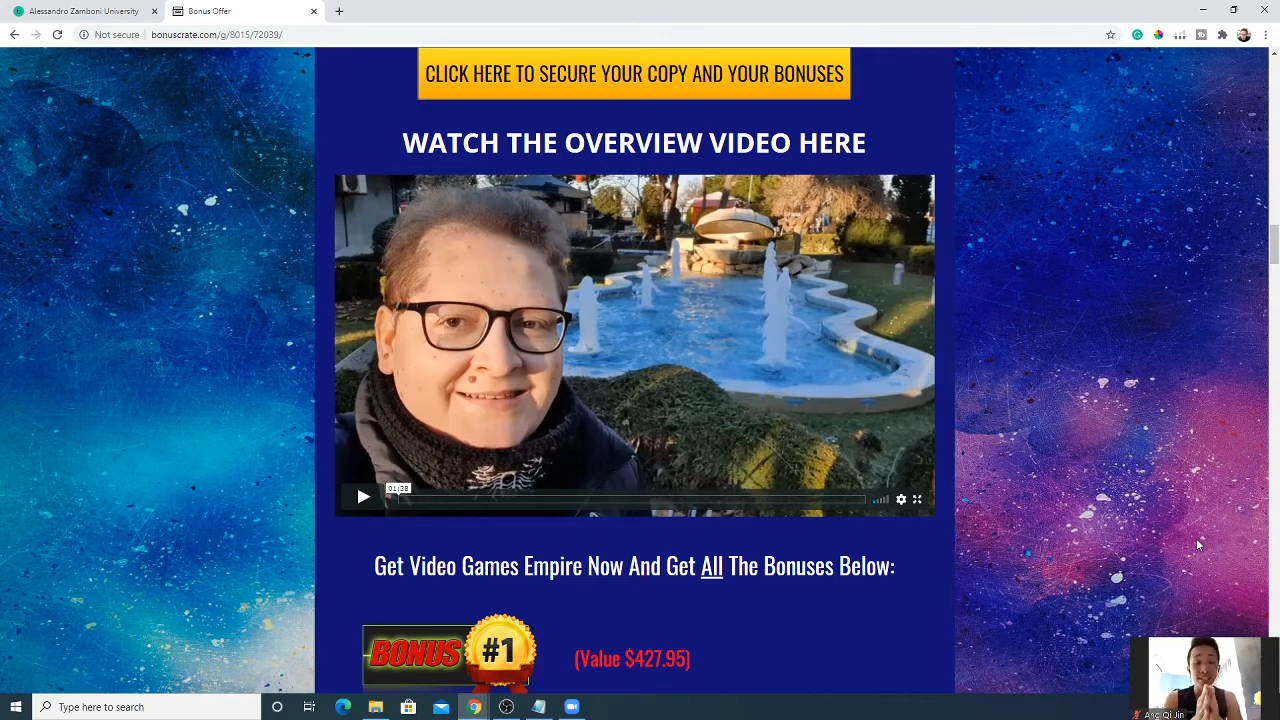 Alessandro Zamboni University
Bonus Offer
Not secure
bonuscrate.com/g/8015/72039/
CLICK HERE TO SECURE YOUR COPY AND YOUR BONUSES
WATCH THE OVERVIEW VIDEO HERE
01:38
Get Video Games Empire Now And Get All The Bonuses Below:
BONUS #1
(Value $427.95)
Type here to search
Ang Qi Jin